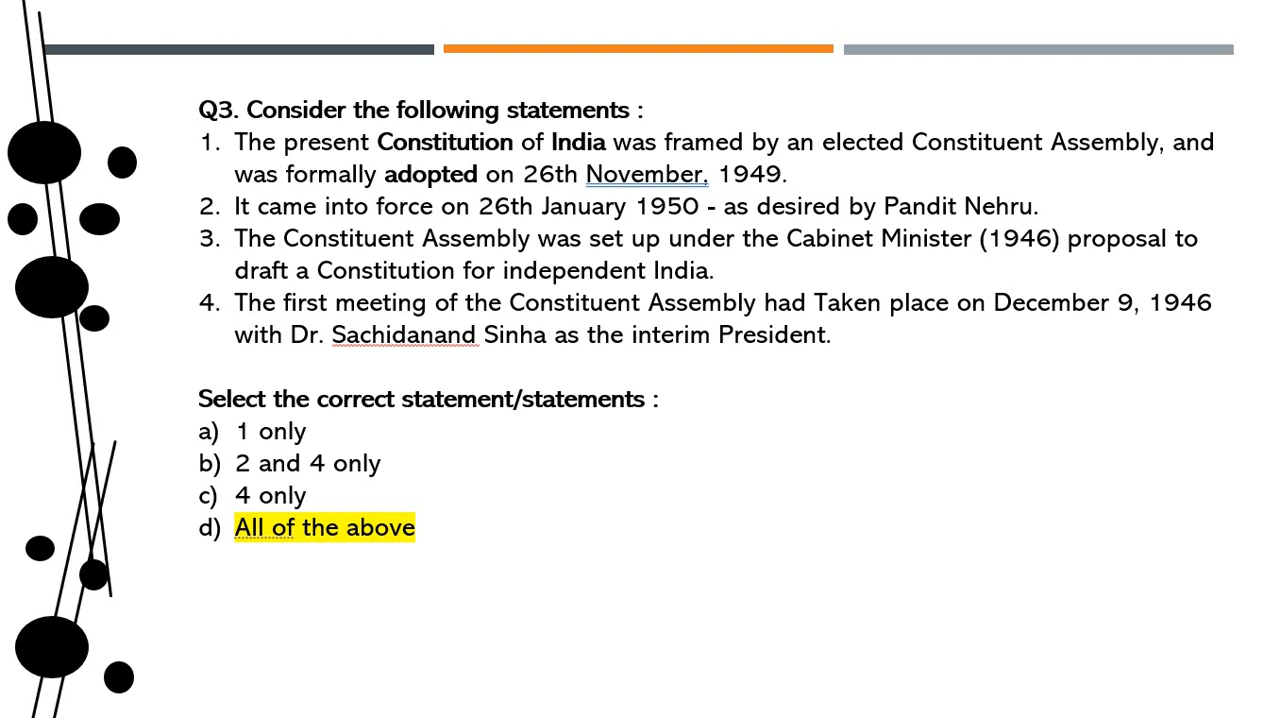 Q3. Consider the following statements :
1. The present Constitution of India was framed by an elected Constituent Assembly, and
was formally adopted on 26th November, 1949.
2. It came into force on 26th January 1950 - as desired by Pandit Nehru.
3. The Constituent Assembly was set up under the Cabinet Minister (1946) proposal to
draft a Constitution for independent India.
4. The first meeting of the Constituent Assembly had Taken place on December 9, 1946
with Dr. Sachidanand Sinha as the interim President.
Select the correct statement/statements :
a) 1 only
b) 2 and 4 only
c) 4 only
d) All of the above